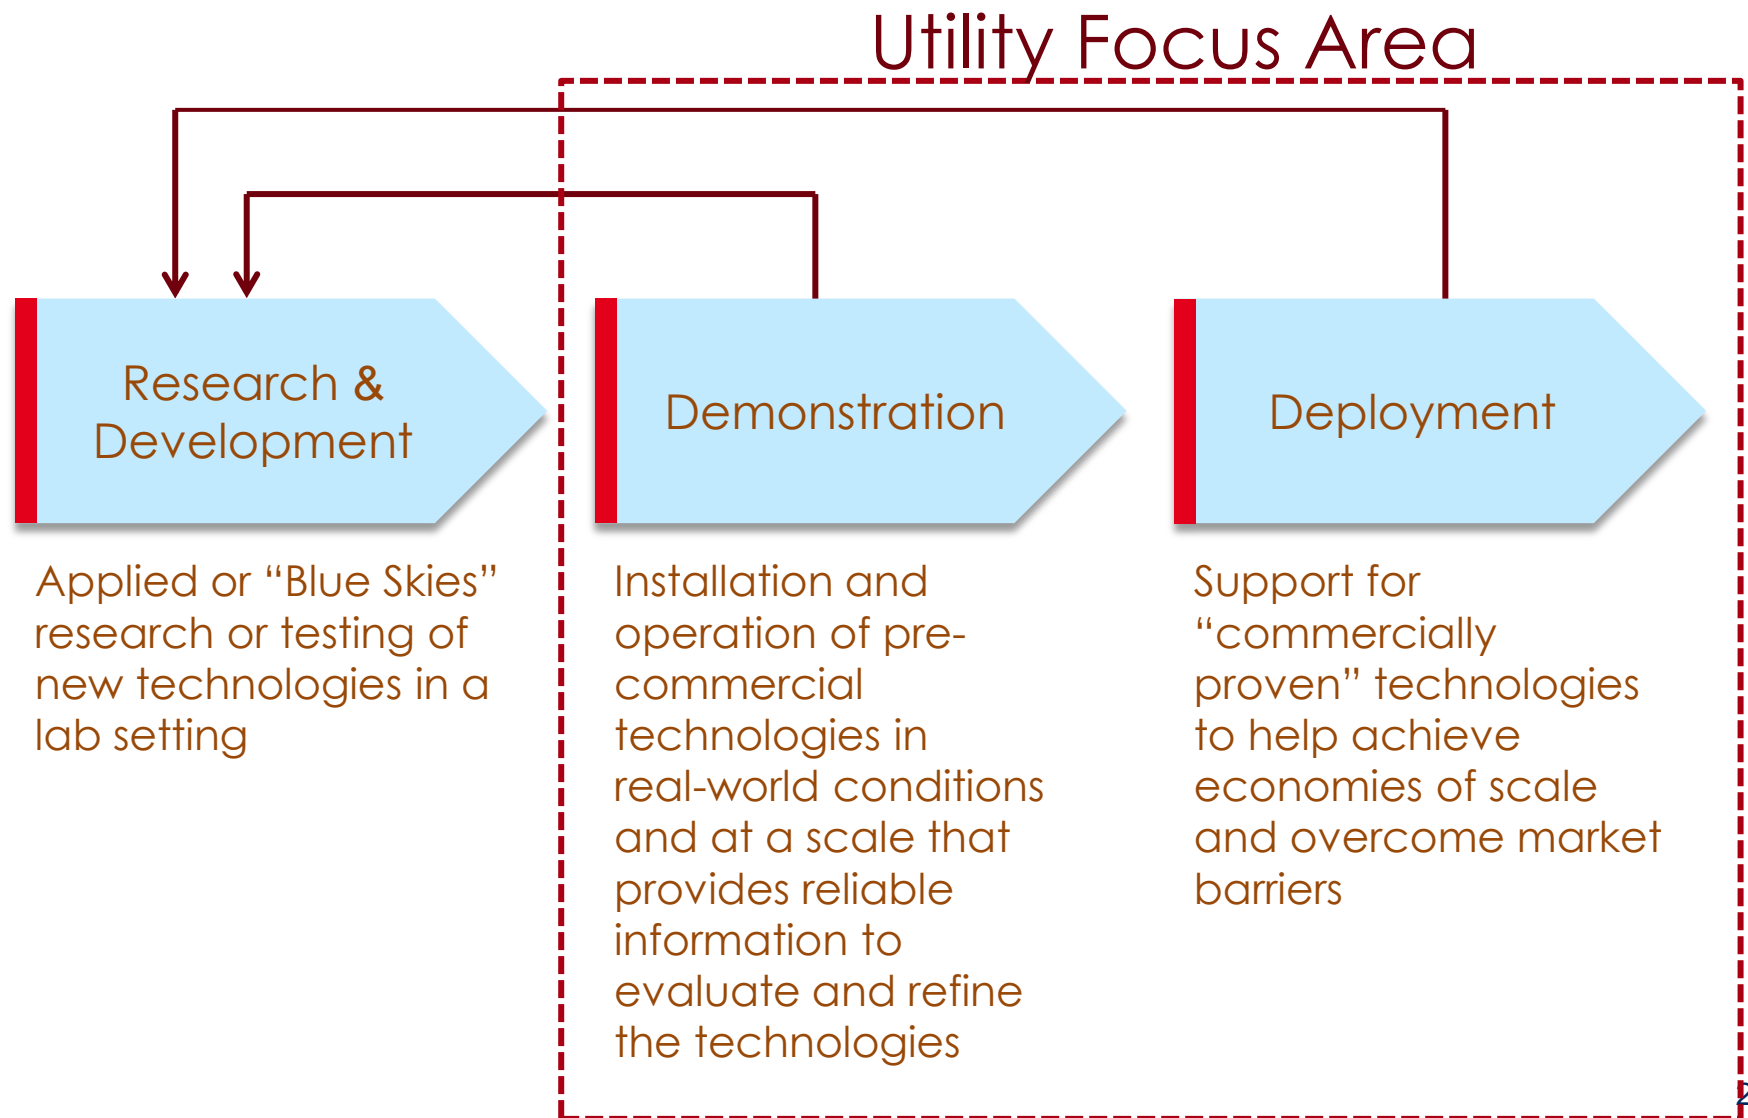 Utility Focus Area
Research &
Development
Demonstration
Deployment
Applied or “Blue Skies”
research or testing of
new technologies in a
lab setting
Installation and
operation of pre-
commercial
technologies in
real-world conditions
and at a scale that
provides reliable
information to
evaluate and refine
the technologies
Support for
“commercially
proven” technologies
to help achieve
economies of scale
and overcome market
barriers